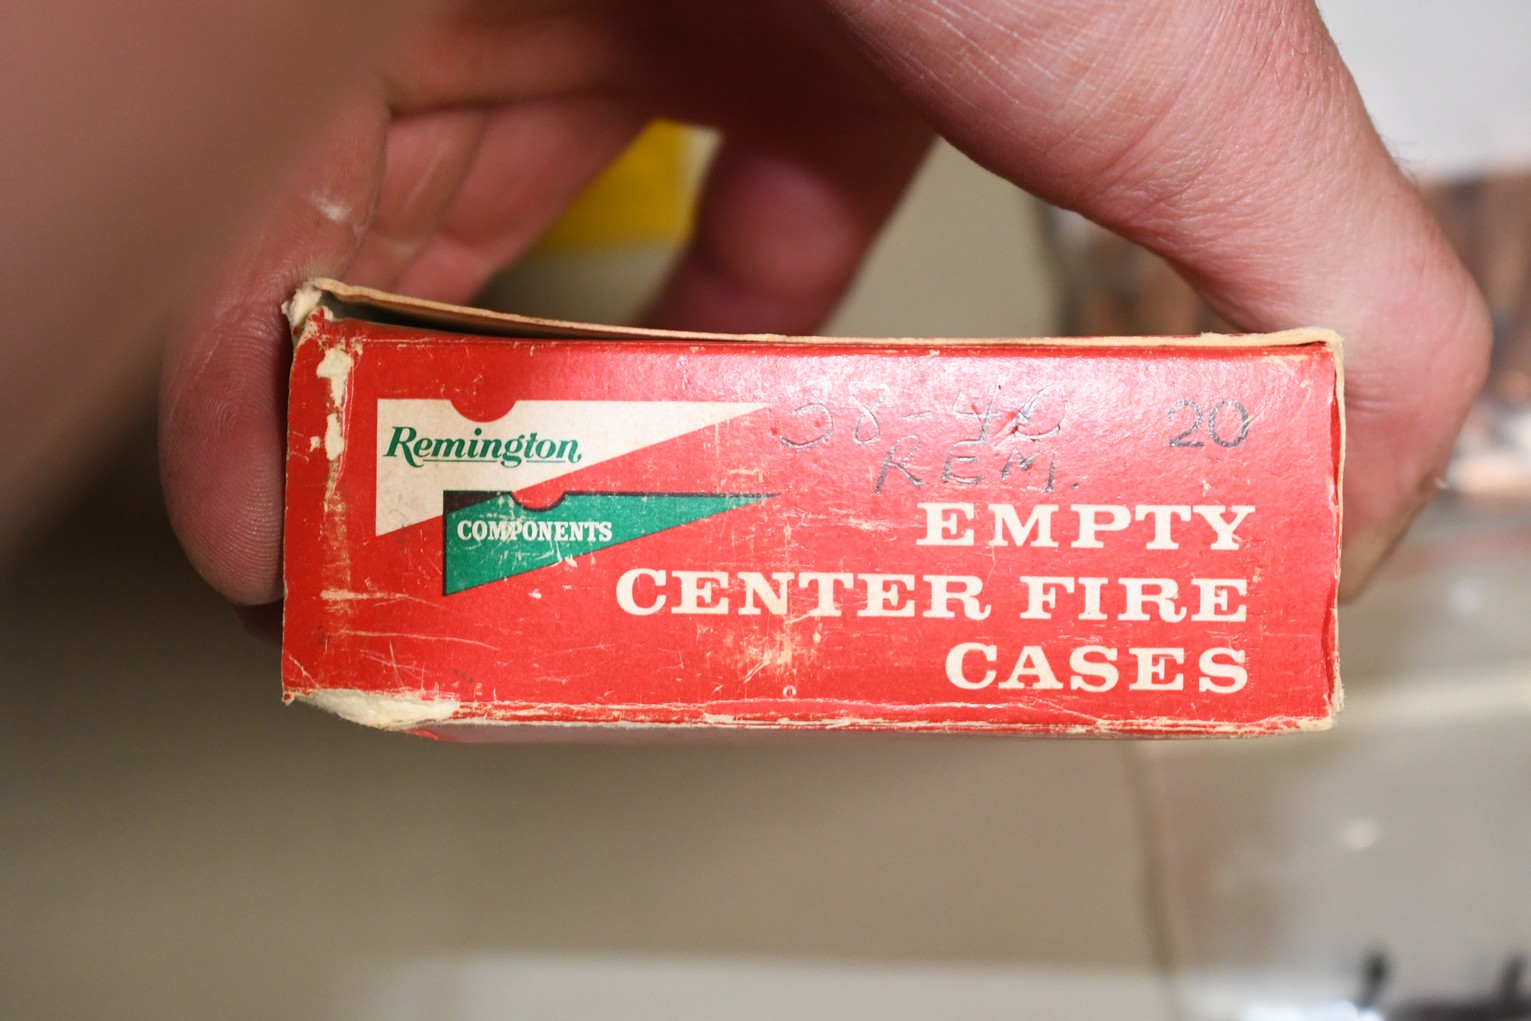 Remington
COMPONENTS
38-40 20
REM.
EMPTY
CENTER FIRE
CASES